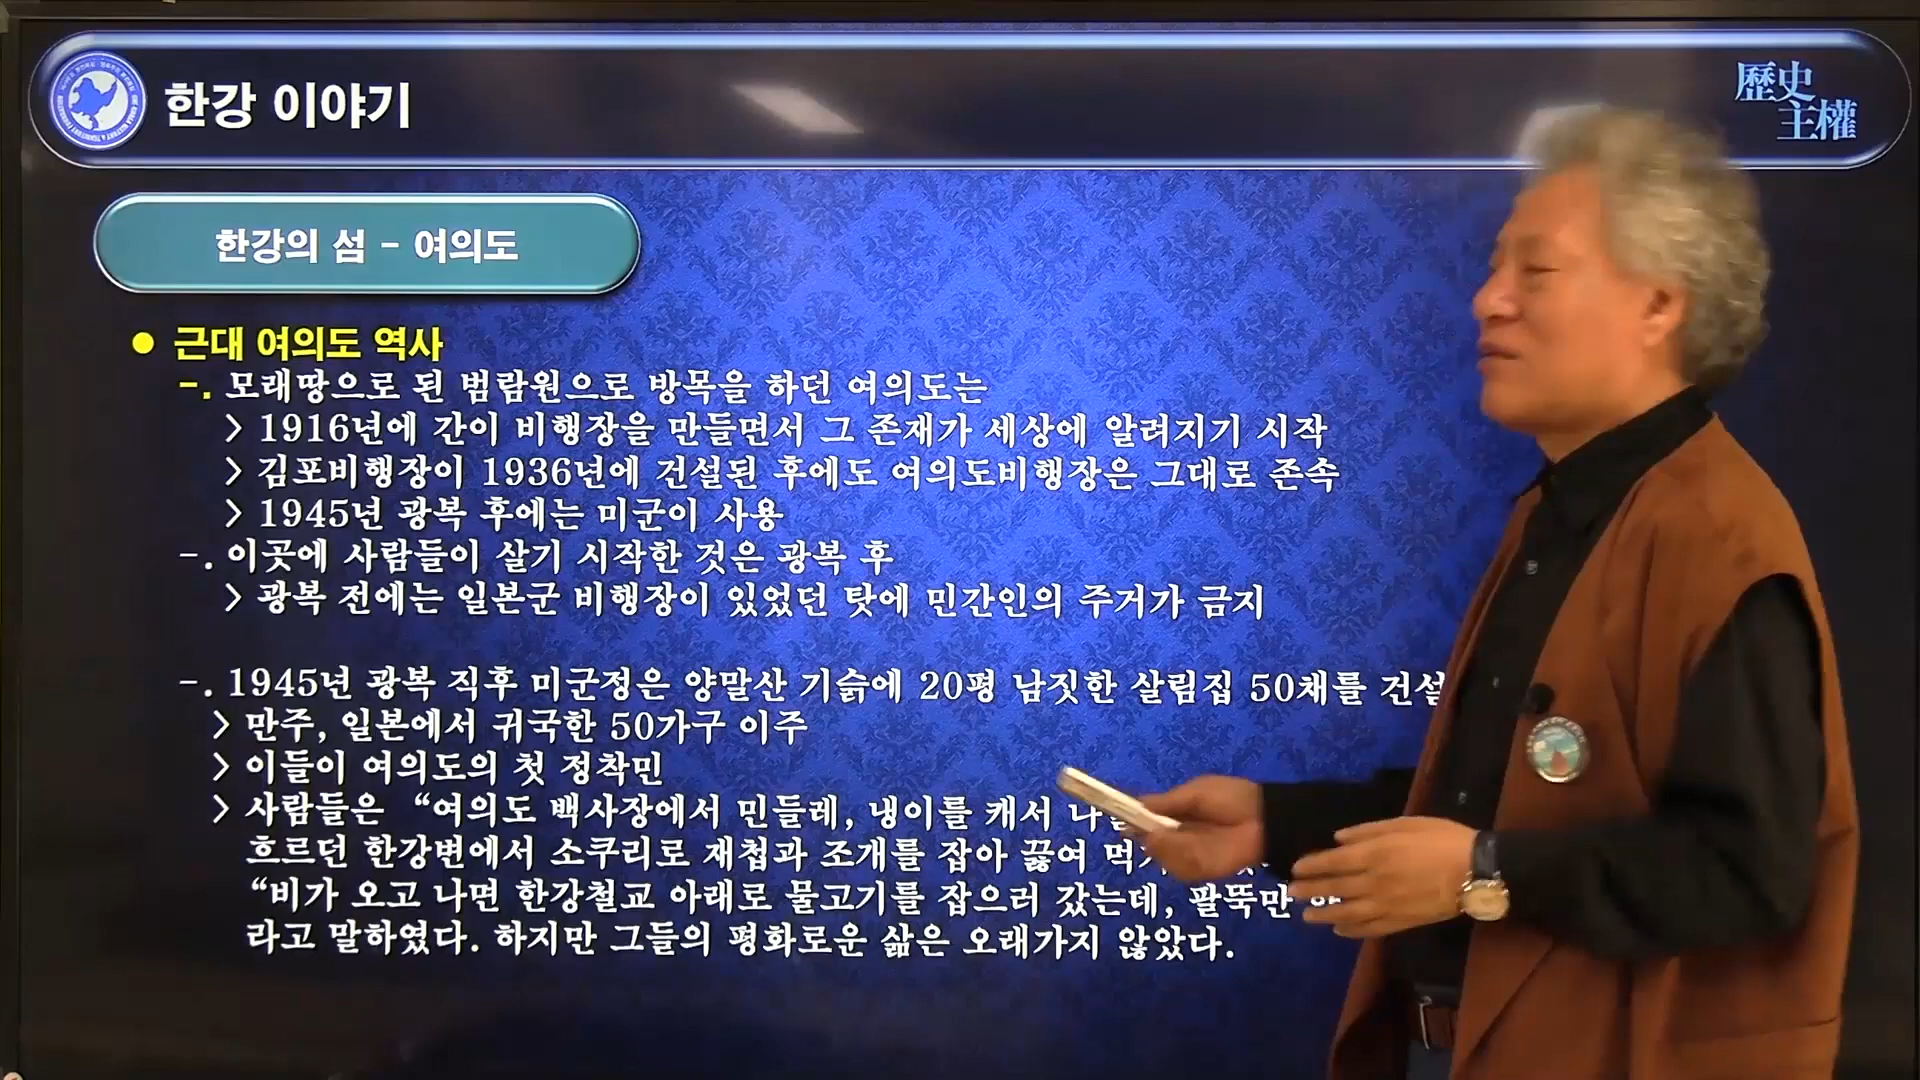 한강 이야기
歷史
主權
한강의 섬 - 여의도
● 근대 여의도 역사
-. 모래땅으로 된 범람원으로 방목을 하던 여의도는
> 1916년에 간이 비행장을 만들면서 그 존재가 세상에 알려지기 시작
> 김포비행장이 1936년에 건설된 후에도 여의도비행장은 그대로 존속
> 1945년 광복 후에는 미군이 사용
-. 이곳에 사람들이 살기 시작한 것은 광복 후
> 광복 전에는 일본군 비행장이 있었던 탓에 민간인의 주거가 금지
-. 1945년 광복 직후 미군정은 양말산 기슭에 20평 남짓한 살림집 50채를 건설
> 만주, 일본에서 귀국한 50가구 이주
> 이들이 여의도의 첫 정착민
> 사람들은 “여의도 백사장에서 민들레, 냉이를 캐서
흐르던 한강변에서 소쿠리로 재첩과 조개를 잡아 끓여
“비가 오고 나면 한강철교 아래로 물고기를 잡으러 갔는데, 팔뚝만
라고 말하였다. 하지만 그들의 평화로운 삶은 오래가지 않았다.